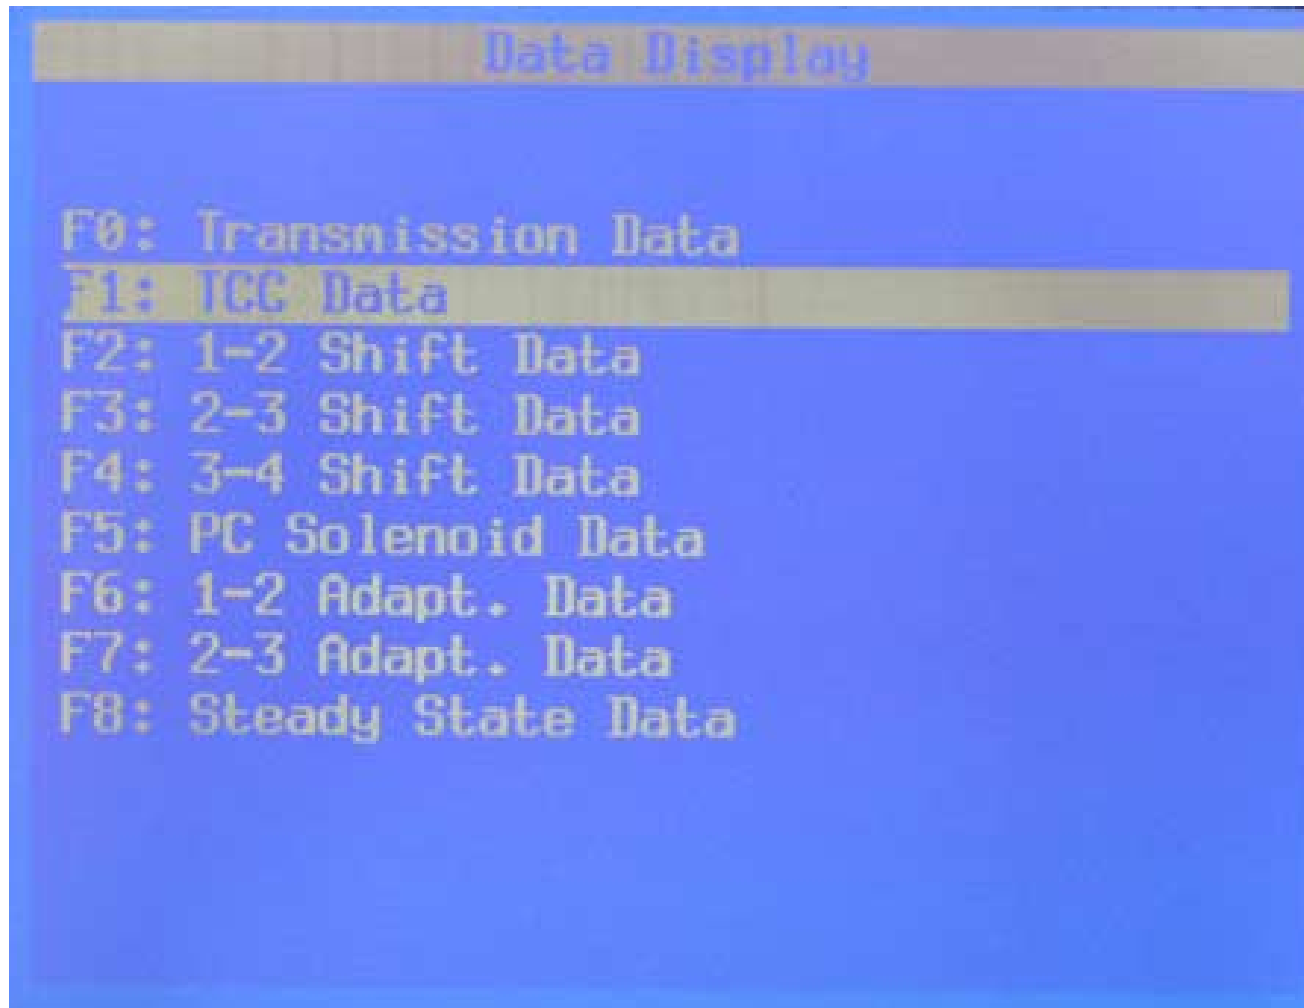 Data Display
F0: Transmission Data
F1: TCC Data
F2: 1-2 Shift Data
F3: 2-3 Shift Data
F4: 3-4 Shift Data
F5: PC Solenoid Data
F6: 1-2 Adapt. Data
F7: 2-3 Adapt. Data
F8: Steady State Data